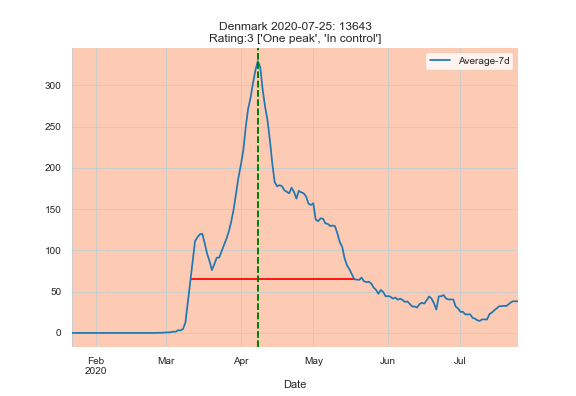 Denmark 2020-07-25: 13643
Rating:3 ['One peak', 'In control']
Average-7d
300
250
200
150
100
50
0
Feb Mar Apr May Jun Jul
2020
Date